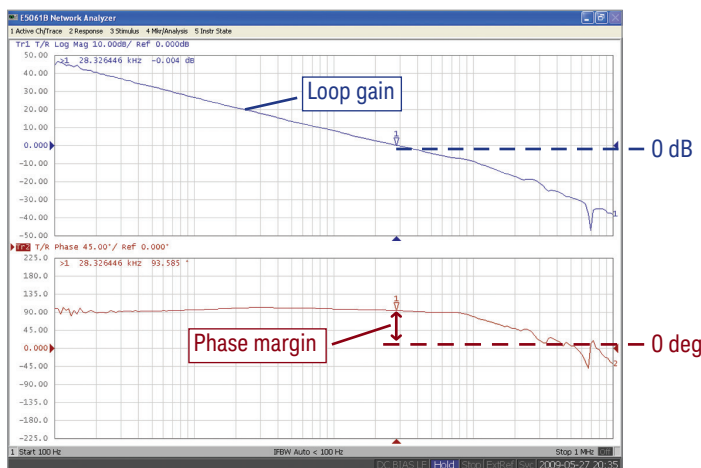 E5061B Network Analyzer
1 Active Ch/Trace 2 Response 3 Stimulus 4 Mkr/Analysis 5 Instr State
Tr1 T/R Log Mag 10.00dB/ Ref 0.000dB
50.00
>1 28.326446 kHz -0.004 dB
40.00
30.00
Loop gain
20.00
10.00
1
0.000
0 dB
-10.00
-20.00
-30.00
-40.00
1
-50.00
Tr2 T/R Phase 45.00°/ Ref 0.000°
225.0
>1 28.326446 kHz 93.585 °
180.0
135.0
1
90.00
45.00
Phase margin
0.000
0 deg
2
-45.00
-90.00
-135.0
-180.0
-225.0
1 Start 100 Hz IFBW Auto < 100 Hz Stop 1 MHz Off
DC BIAS LF Hold Stop ExtRef Svc 2009-05-27 20:35